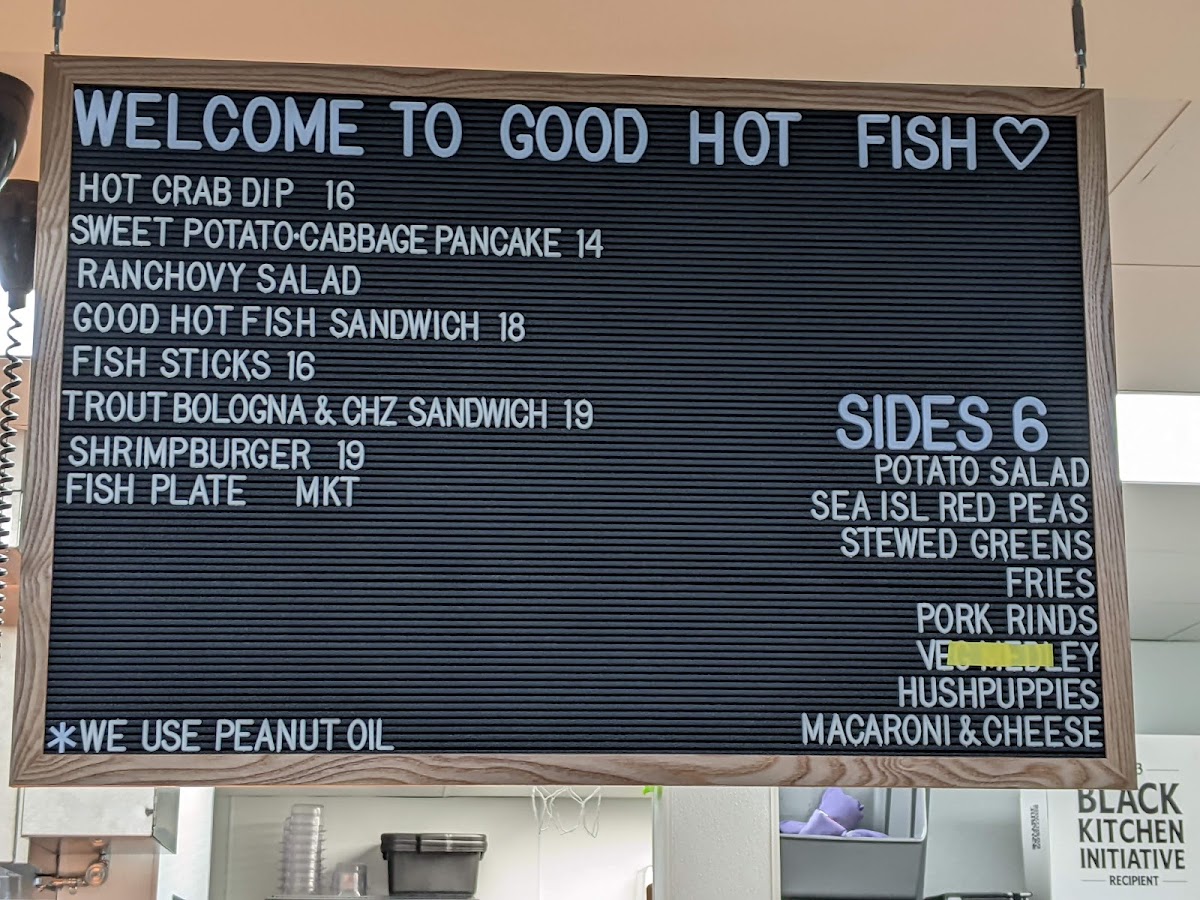 WELCOME TO GOOD HOT FISH♡
HOT CRAB DIP 16
SWEET POTATO·CABBAGE PANCAKE 14
RANCHOVY SALAD
GOOD HOT FISH SANDWICH 18
FISH STICKS 16
TROUT BOLOGNA & CHZ SANDWICH 19
SHRIMPBURGER 19
FISH PLATE MKT
*WE USE PEANUT OIL
SIDES 6
POTATO SALAD
SEA ISL RED PEAS
STEWED GREENS
FRIES
PORK RINDS
VEG MEDLEY
HUSHPUPPIES
MACARONI & CHEESE
BLACK
KITCHEN
INITIATIVE
RECIPIENT